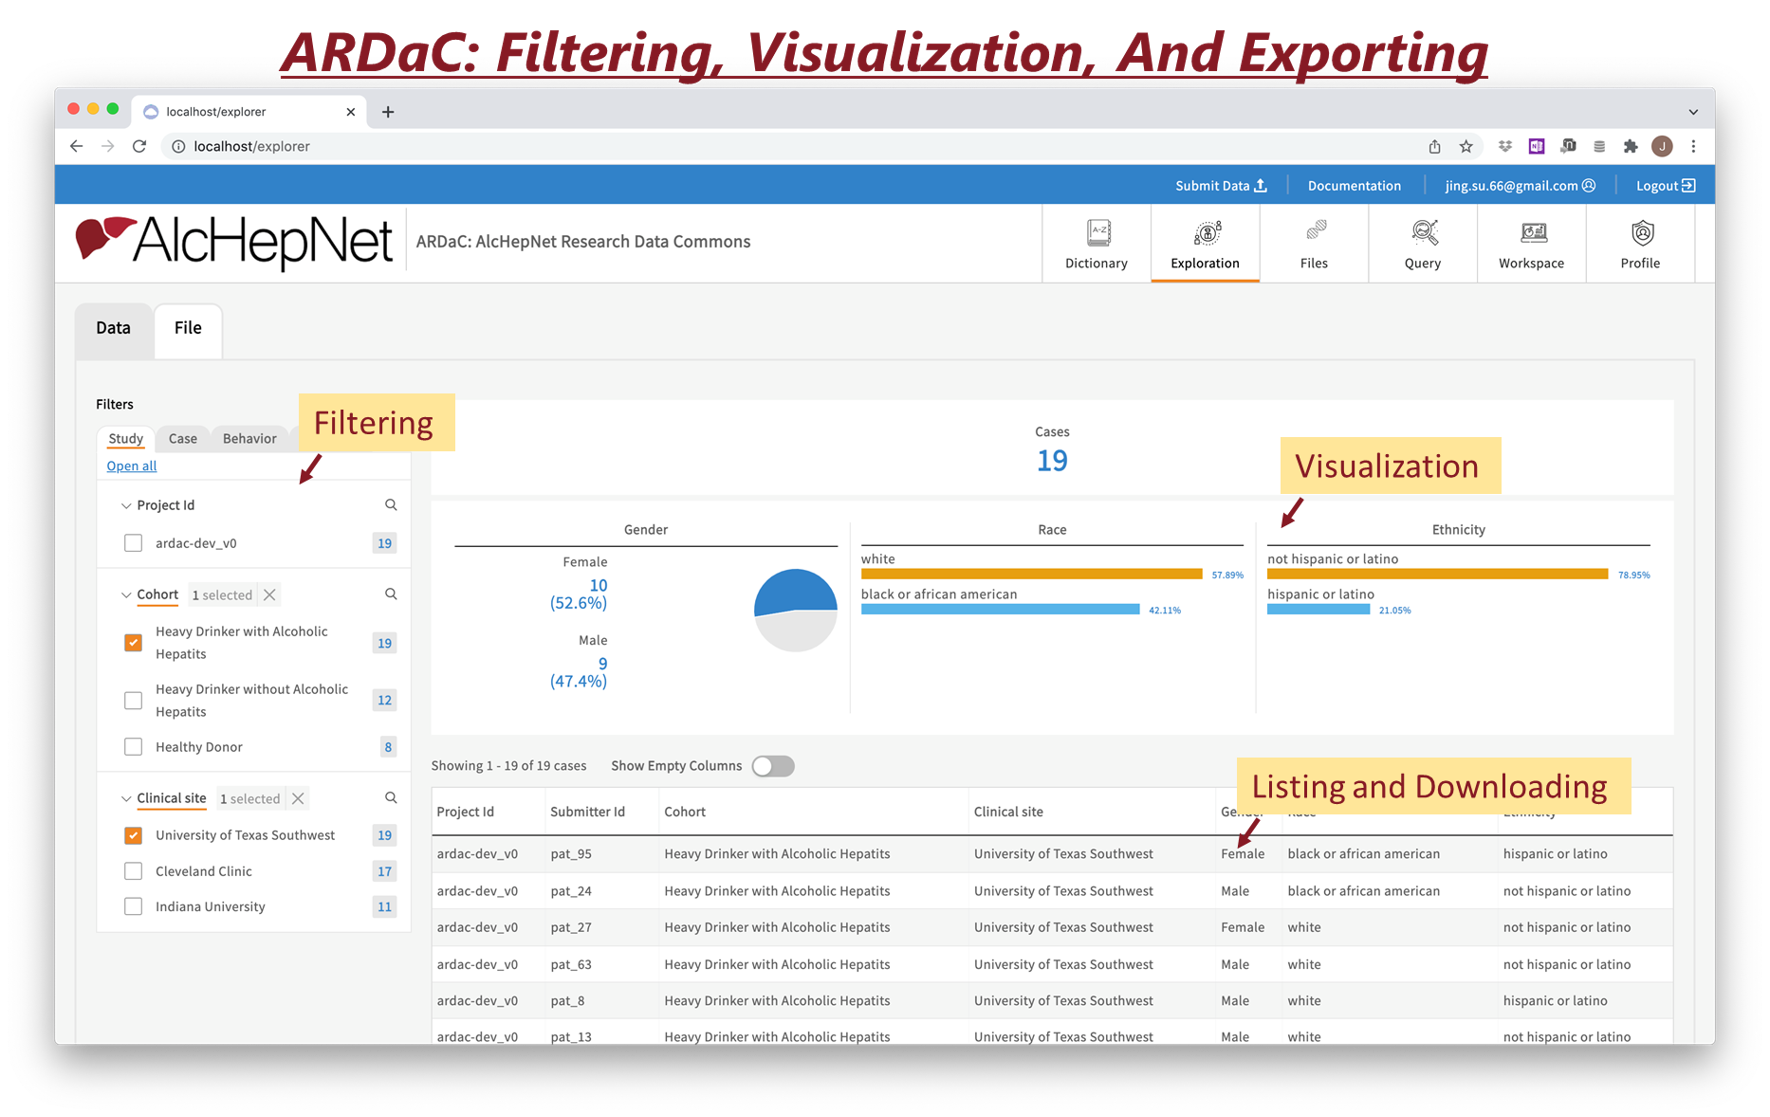 ARDaC: Filtering, Visualization, And Exporting
localhost/explorer
localhost/explorer
Submit Data
Documentation
jing.su.66@gmail.com
Logout
AlcHepNet
ARDaC: AlcHepNet Research Data Commons
A-Z
Dictionary
Exploration
Files
Query
Workspace
Profile
J
Data
File
Filters
Filtering
Study
Case
Behavior
Open all
Project Id
ardac-dev_v0
19
Cohort
1 selected
Heavy Drinker with Alcoholic
Hepatits
19
Heavy Drinker without Alcoholic
Hepatits
12
Healthy Donor
8
Clinical site
1 selected
University of Texas Southwest
19
Cleveland Clinic
17
Indiana University
11
Cases
19
Visualization
Gender
Female
10
(52.6%)
Male
9
(47.4%)
Race
white
57.89%
black or african american
42.11%
Ethnicity
not hispanic or latino
78.95%
hispanic or latino
21.05%
Showing 1 - 19 of 19 cases
Show Empty Columns
Listing and Downloading
Project Id Submitter Id Cohort Clinical site Gender Race Ethnicity
ardac-dev_v0 pat_95 Heavy Drinker with Alcoholic Hepatits University of Texas Southwest Female black or african american hispanic or latino
ardac-dev_v0 pat_24 Heavy Drinker with Alcoholic Hepatits University of Texas Southwest Male black or african american not hispanic or latino
ardac-dev_v0 pat_27 Heavy Drinker with Alcoholic Hepatits University of Texas Southwest Female white not hispanic or latino
ardac-dev_v0 pat_63 Heavy Drinker with Alcoholic Hepatits University of Texas Southwest Male white not hispanic or latino
ardac-dev_v0 pat_8 Heavy Drinker with Alcoholic Hepatits University of Texas Southwest Male white hispanic or latino
ardac-dev_v0 pat_13 Heavy Drinker with Alcoholic Hepatits University of Texas Southwest Male white not hispanic or latino